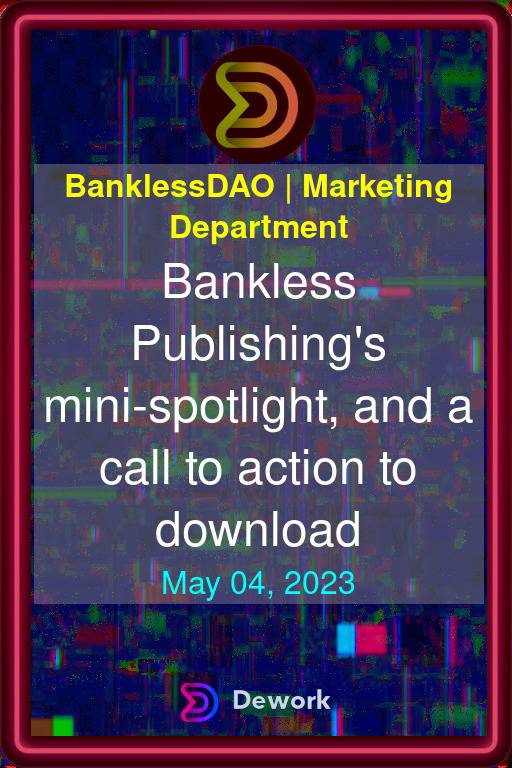 BanklessDAO | Marketing
Department
Bankless
Publishing's
mini-spotlight, and a
call to action to
download
May 04, 2023
Dework